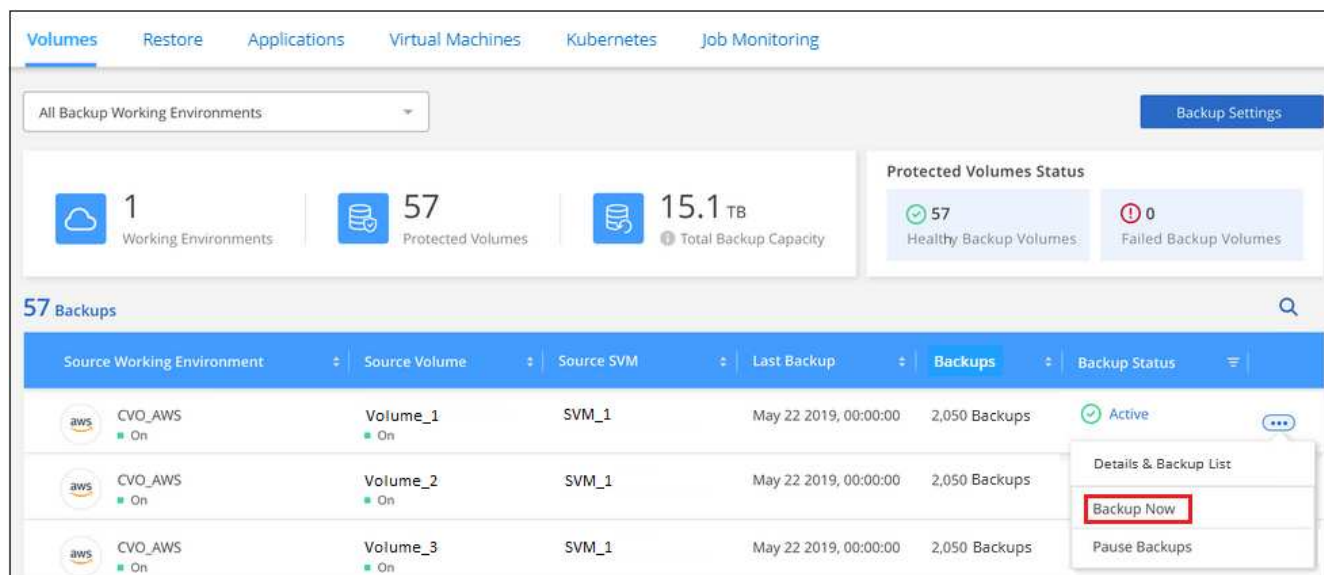 Volumes Restore Applications Virtual Machines Kubernetes Job Monitoring
All Backup Working Environments Backup Settings
Protected Volumes Status
1 57 15.1 TB 57 0
Working Environments Protected Volumes Total Backup Capacity Healthy Backup Volumes Failed Backup Volumes
57 Backups
Source Working Environment Source Volume Source SVM Last Backup Backups Backup Status
aws CVO_AWS Volume_1 SVM_1 May 22 2019, 00:00:00 2,050 Backups Active
On On
Details & Backup List
aws CVO_AWS Volume_2 SVM_1 May 22 2019, 00:00:00 2,050 Backups
On On
Backup Now
aws CVO_AWS Volume_3 SVM_1 May 22 2019, 00:00:00 2,050 Backups Pause Backups
On On